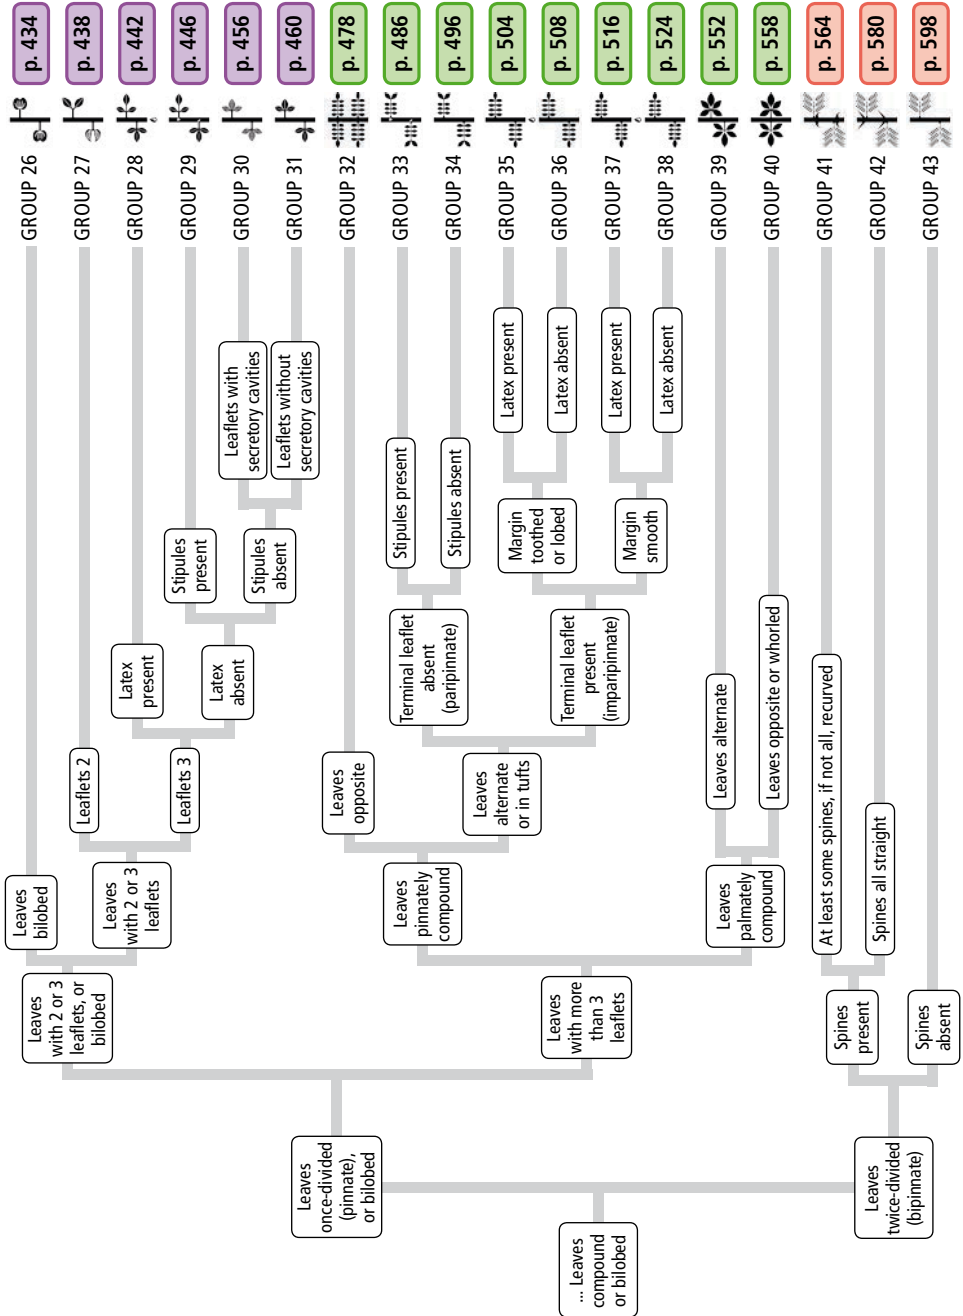 ... Leaves
compound
or bilobed
Leaves
once-divided
(pinnate),
or bilobed
Leaves
twice-divided
(bipinnate)
Leaves
with 2 or 3
leaflets, or
bilobed
Leaves
with more
than 3
leaflets
Spines
present
Spines
absent
Leaves
bilobed
Leaves
with 2 or 3
leaflets
Leaves
pinnately
compound
Leaves
palmately
compound
At least some spines, if not all, recurved
Spines all straight
Leaflets 2
Leaflets 3
Leaves
opposite
Leaves
alternate
or in tufts
Leaves alternate
Leaves opposite or whorled
Latex
present
Latex
absent
Terminal leaflet
absent
(paripinnate)
Terminal leaflet
present
(imparipinnate)
Stipules
present
Stipules
absent
Stipules present
Stipules absent
Margin
toothed
or lobed
Margin
smooth
Leaflets with
secretory cavities
Leaflets without
secretory cavities
Latex present
Latex absent
Latex present
Latex absent
GROUP 26 p. 434
GROUP 27 p. 438
GROUP 28 p. 442
GROUP 29 p. 446
GROUP 30 p. 456
GROUP 31 p. 460
GROUP 32 p. 478
GROUP 33 p. 486
GROUP 34 p. 496
GROUP 35 p. 504
GROUP 36 p. 508
GROUP 37 p. 516
GROUP 38 p. 524
GROUP 39 p. 552
GROUP 40 p. 558
GROUP 41 p. 564
GROUP 42 p. 580
GROUP 43 p. 598